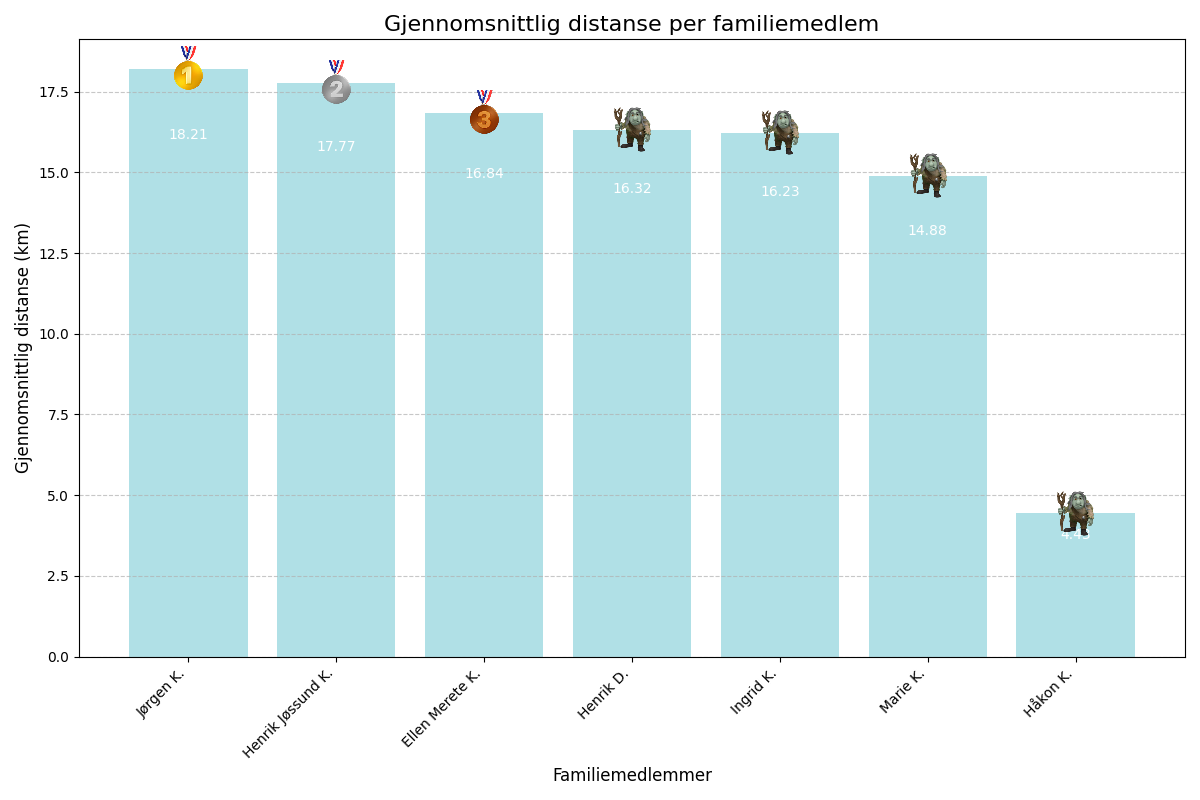 Gjennomsnittlig distanse per familiemedlem
1
2
3
18.21
17.77
16.84
16.32
16.23
14.88
17.5
15.0
12.5
10.0
7.5
5.0
2.5
0.0
Gjennomsnittlig distanse (km)
Jørgen K.
Henrik Jøssund K.
Ellen Merete K.
Henrik D.
Ingrid K.
Marie K.
Håkon K.
Familiemedlemmer